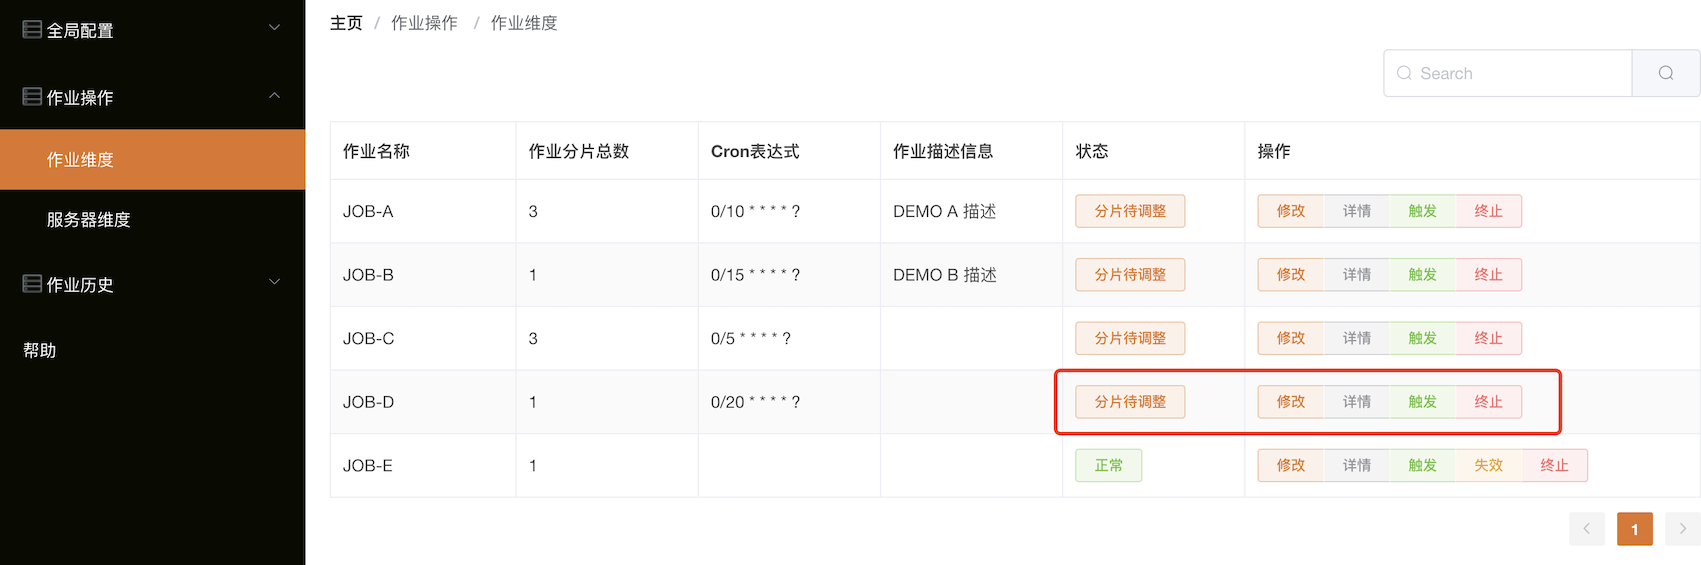 全局配置
作业操作
作业维度
服务器维度
作业历史
帮助
主页 / 作业操作 / 作业维度
Search
作业名称 作业分片总数 Cron表达式 作业描述信息 状态 操作
JOB-A 3 0/10 * * * * ? DEMO A 描述 分片待调整 修改 详情 触发 终止
JOB-B 1 0/15 * * * * ? DEMO B 描述 分片待调整 修改 详情 触发 终止
JOB-C 3 0/5 * * * * ? 分片待调整 修改 详情 触发 终止
JOB-D 1 0/20 * * * * ? 分片待调整 修改 详情 触发 终止
JOB-E 1 正常 修改 详情 触发 失效 终止
1